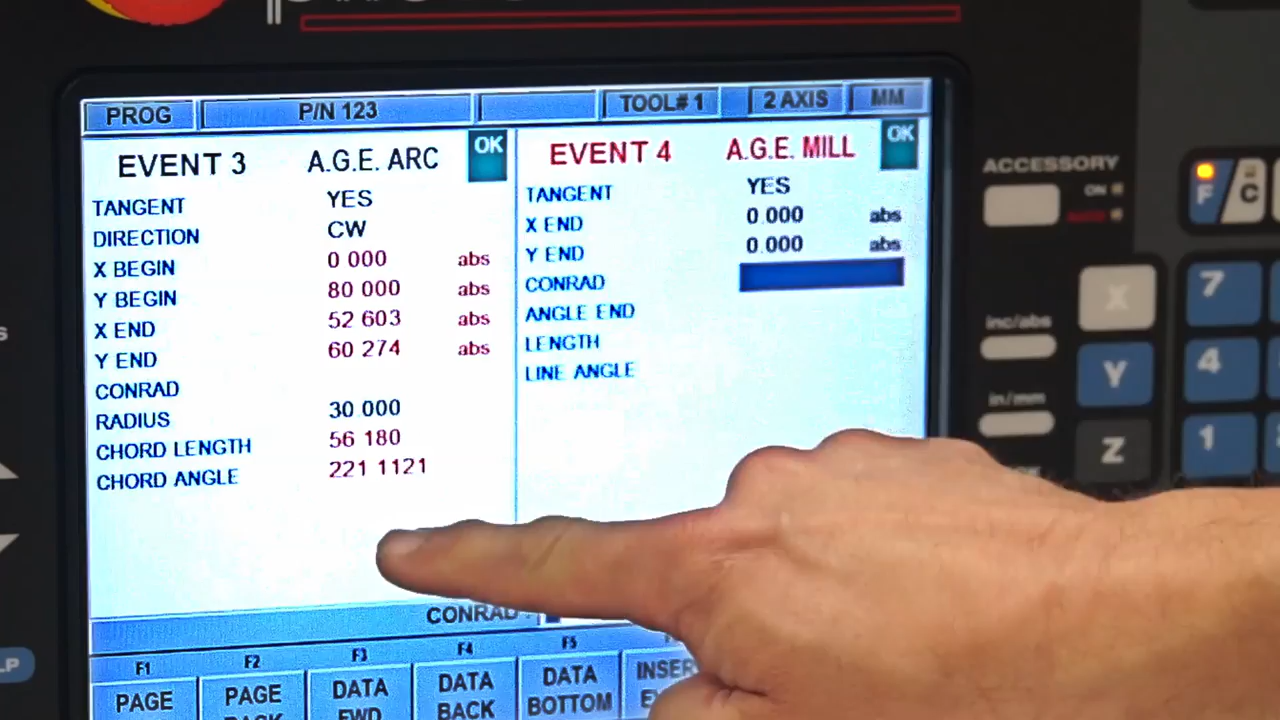 PROG P/N 123 TOOL# 1 2 AXIS MM
EVENT 3 A.G.E. ARC OK
TANGENT YES
DIRECTION CW
X BEGIN 0 000 abs
Y BEGIN 80 000 abs
X END 52 603 abs
Y END 60 274 abs
CONRAD
RADIUS 30 000
CHORD LENGTH 56 180
CHORD ANGLE 221 1121
EVENT 4 A.G.E. MILL OK
TANGENT YES
X END 0.000 abs
Y END 0.000 abs
CONRAD
ANGLE END
LENGTH
LINE ANGLE
CONRAD
F1 F2 F3 F4 F5
PAGE
PAGE BACK
DATA FWD
DATA BACK
DATA BOTTOM
ACCESSORY
ON
F C
inc/abs
in/mm
X
Y
Z
7
4
1